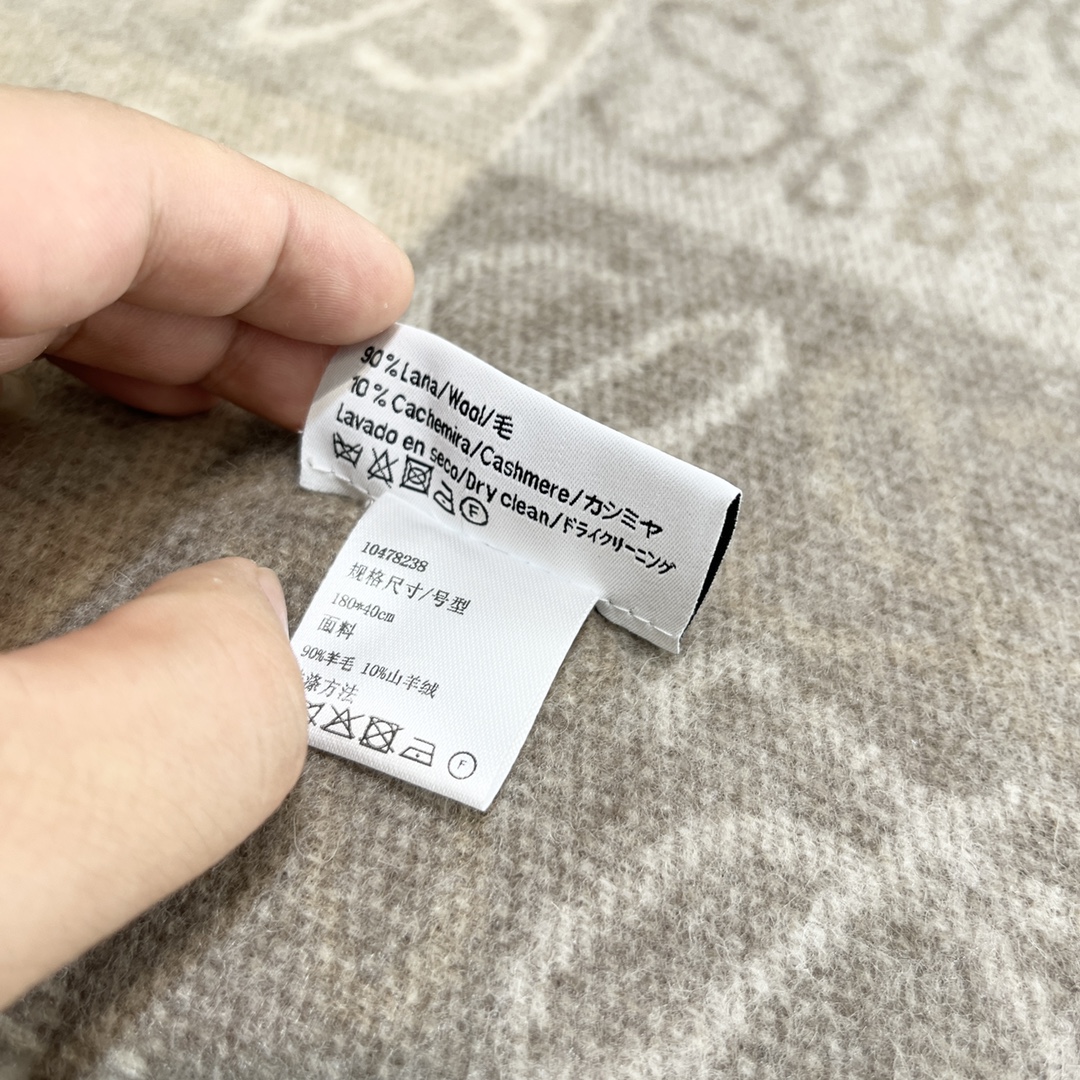 90%Lana/Wool/毛
10% Cachemira/Cashmere/カシミヤ
Lavado en seco/Dry clean/ドライクリーニング
F
10478238
规格尺寸/号型
180*40cm
面料
90%羊毛 10%山羊绒
涤方法
F